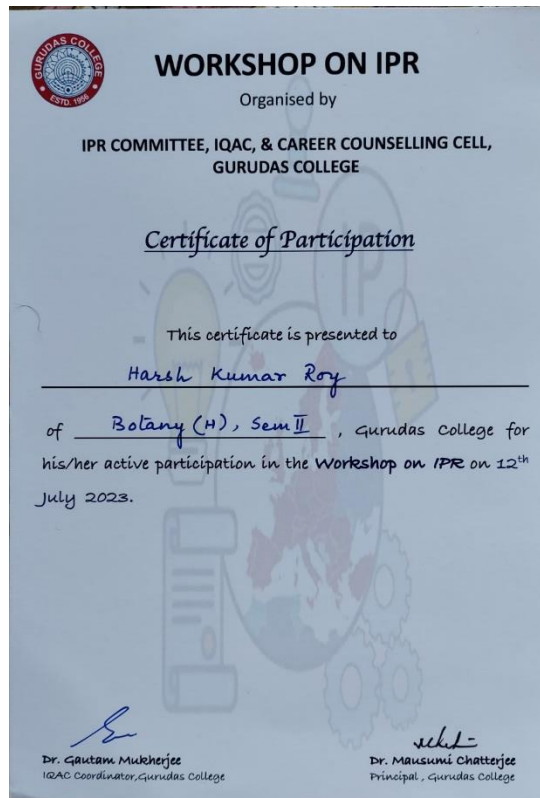 GURUDAS COLLEGE
ESTD. 1956
WORKSHOP ON IPR
Organised by
IPR COMMITTEE, IQAC, & CAREER COUNSELLING CELL,
GURUDAS COLLEGE
Certificate of Participation
IP
This certificate is presented to
Harsh Kumar Roy
of Botany (H), Sem II , Gurudas College for
his/her active participation in the Workshop on IPR on 12th
July 2023.
Dr. Gautam Mukherjee
IQAC Coordinator, Gurudas College
Dr. Mausumi Chatterjee
Principal , Gurudas College